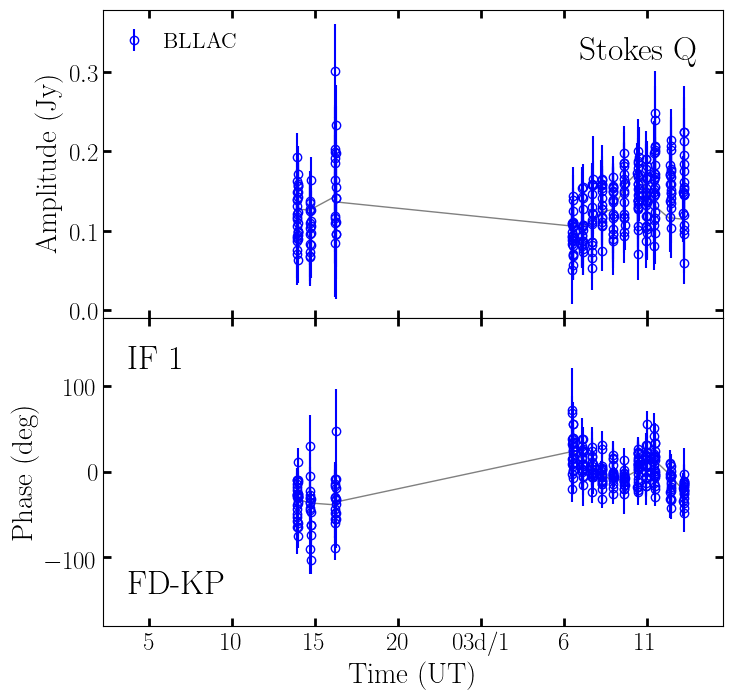 BLLAC
Stokes Q
Amplitude (Jy)
0.3
0.2
0.1
0.0
IF 1
Phase (deg)
100
0
−100
FD-KP
5 10 15 20 03d/1 6 11
Time (UT)